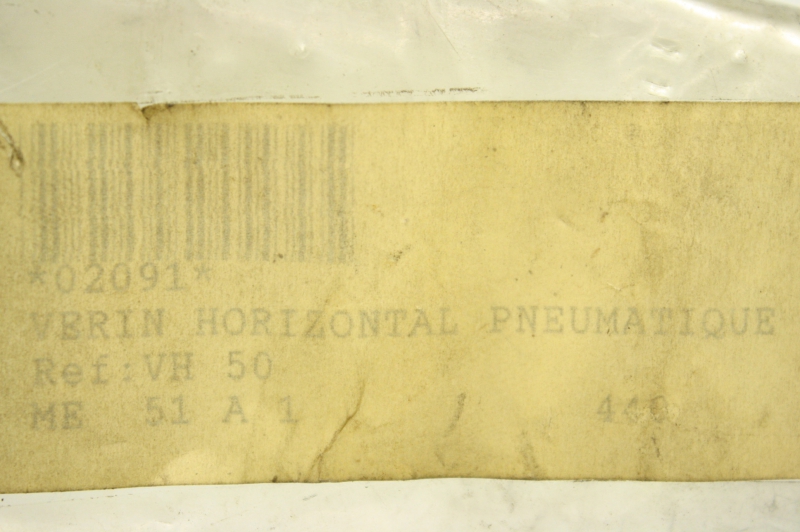 *02091*
VERIN HORIZONTAL PNEUMATIQUE
Ref:VH 50
ME 51 A 1